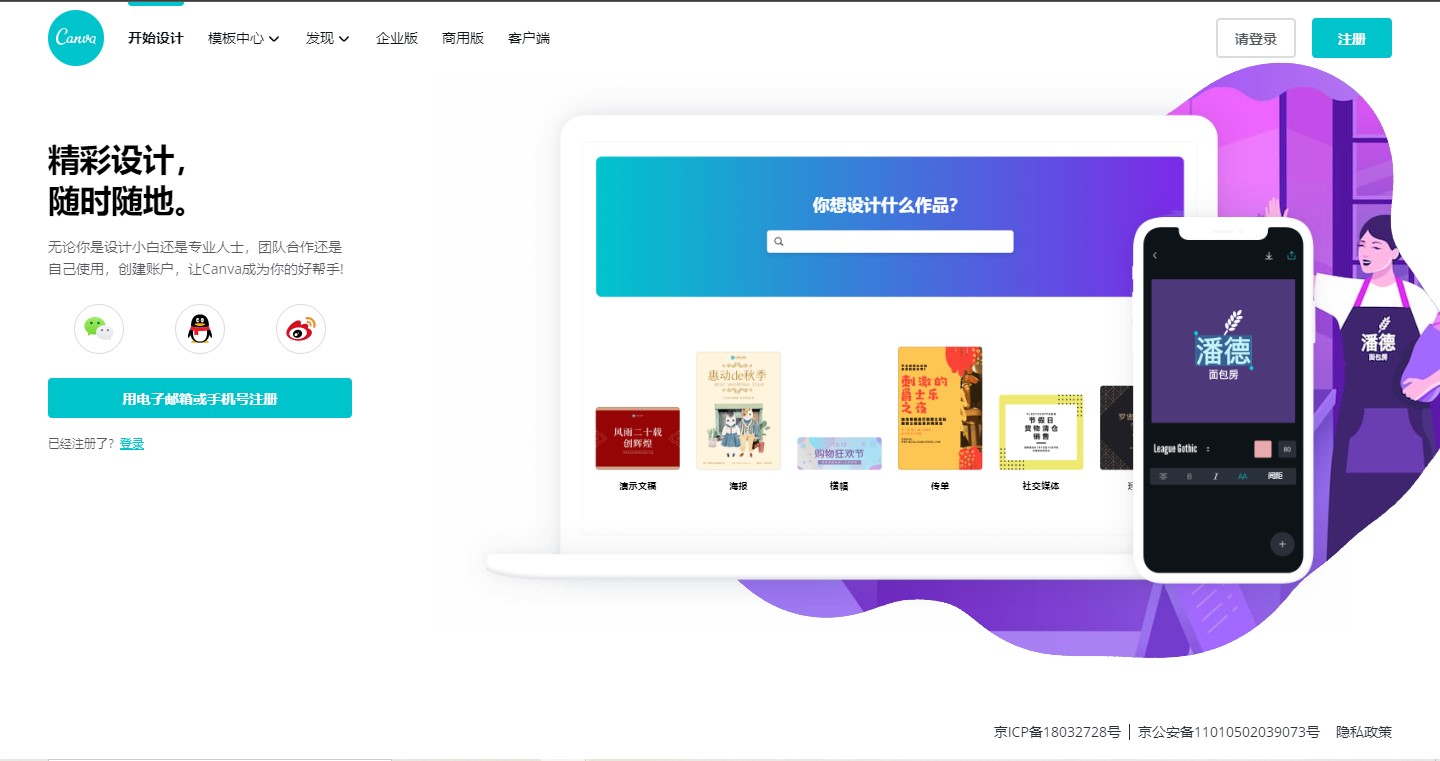 Canva
开始设计
模板中心
发现
企业版
商用版
客户端
请登录
注册
精彩设计，
随时随地。
无论你是设计小白还是专业人士，团队合作还是
自己使用，创建账户，让Canva成为你的好帮手!
用电子邮箱或手机号注册
已经注册了？登录
你想设计什么作品？
风雨二十载
创辉煌
演示文稿
惠动de秋季
海报
购物狂欢节
横幅
刺激的
爵士乐
之夜
传单
节假日
货物清仓
销售
社交媒体
潘德
面包房
League Gothic
80
B
I
AA
间距
潘德
面包房
京ICP备18032728号
京公安备11010502039073号
隐私政策